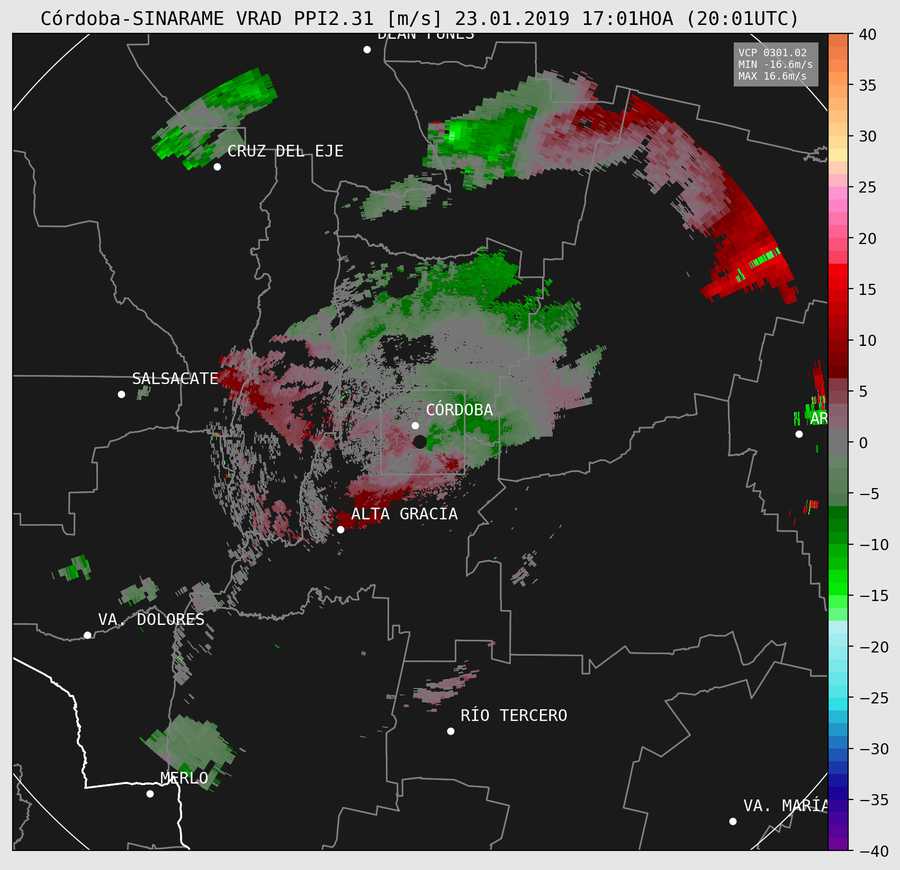 Córdoba-SINARAME VRAD PPI2.31 [m/s] 23.01.2019 17:01HOA (20:01UTC)
DEAN FUNES
VCP 0301.02
MIN -16.6m/s
MAX 16.6m/s
CRUZ DEL EJE
SALSACATE
CÓRDOBA
AR
ALTA GRACIA
VA. DOLORES
RÍO TERCERO
MERLO
VA. MARÍA
40
35
30
25
20
15
10
5
0
−5
−10
−15
−20
−25
−30
−35
−40